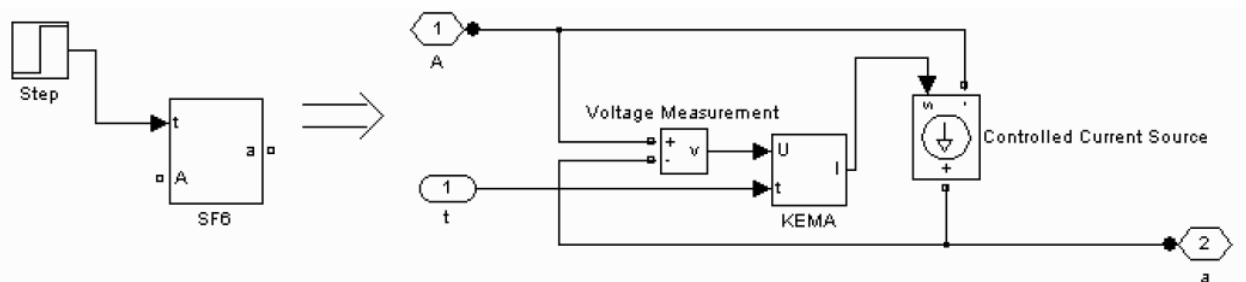 Step
t
a
A
SF6
1
A
Voltage Measurement
+
-
v
1
t
U
t
I
KEMA
s
-
+
Controlled Current Source
2
a